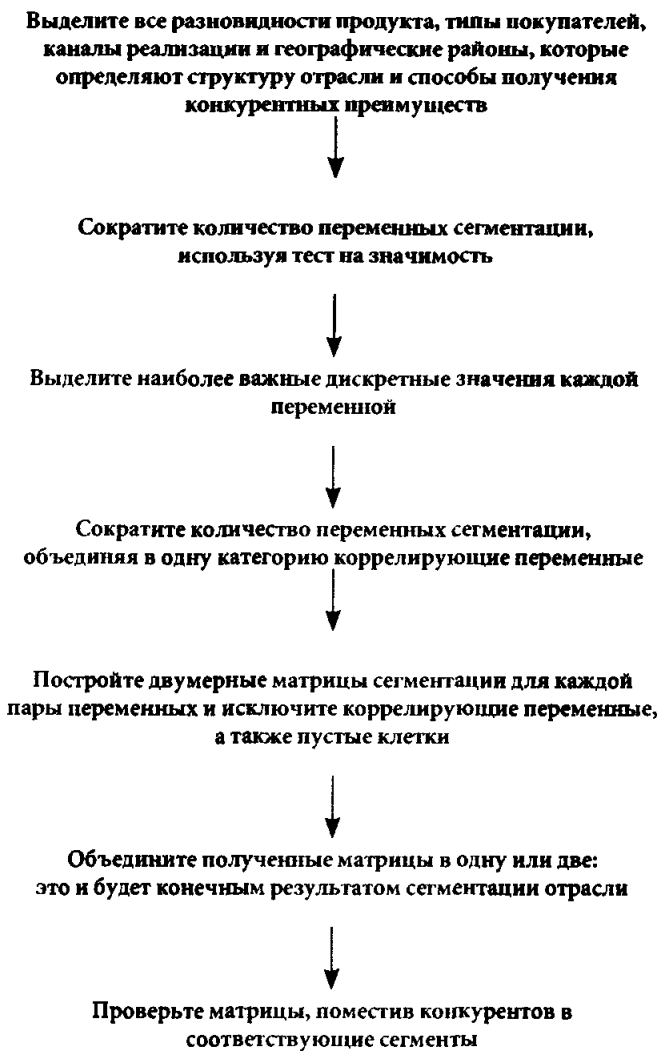 Выделите все разновидности продукта, типы покупателей,
каналы реализации и географические районы, которые
определяют структуру отрасли и способы получения
конкурентных преимуществ
Сократите количество переменных сегментации,
используя тест на значимость
Выделите наиболее важные дискретные значения каждой
переменной
Сократите количество переменных сегментации,
объединяя в одну категорию коррелирующие переменные
Постройте двумерные матрицы сегментации для каждой
пары переменных и исключите коррелирующие переменные,
а также пустые клетки
Объедините полученные матрицы в одну или две:
это и будет конечным результатом сегментации отрасли
Проверьте матрицы, поместив конкурентов в
соответствующие сегменты